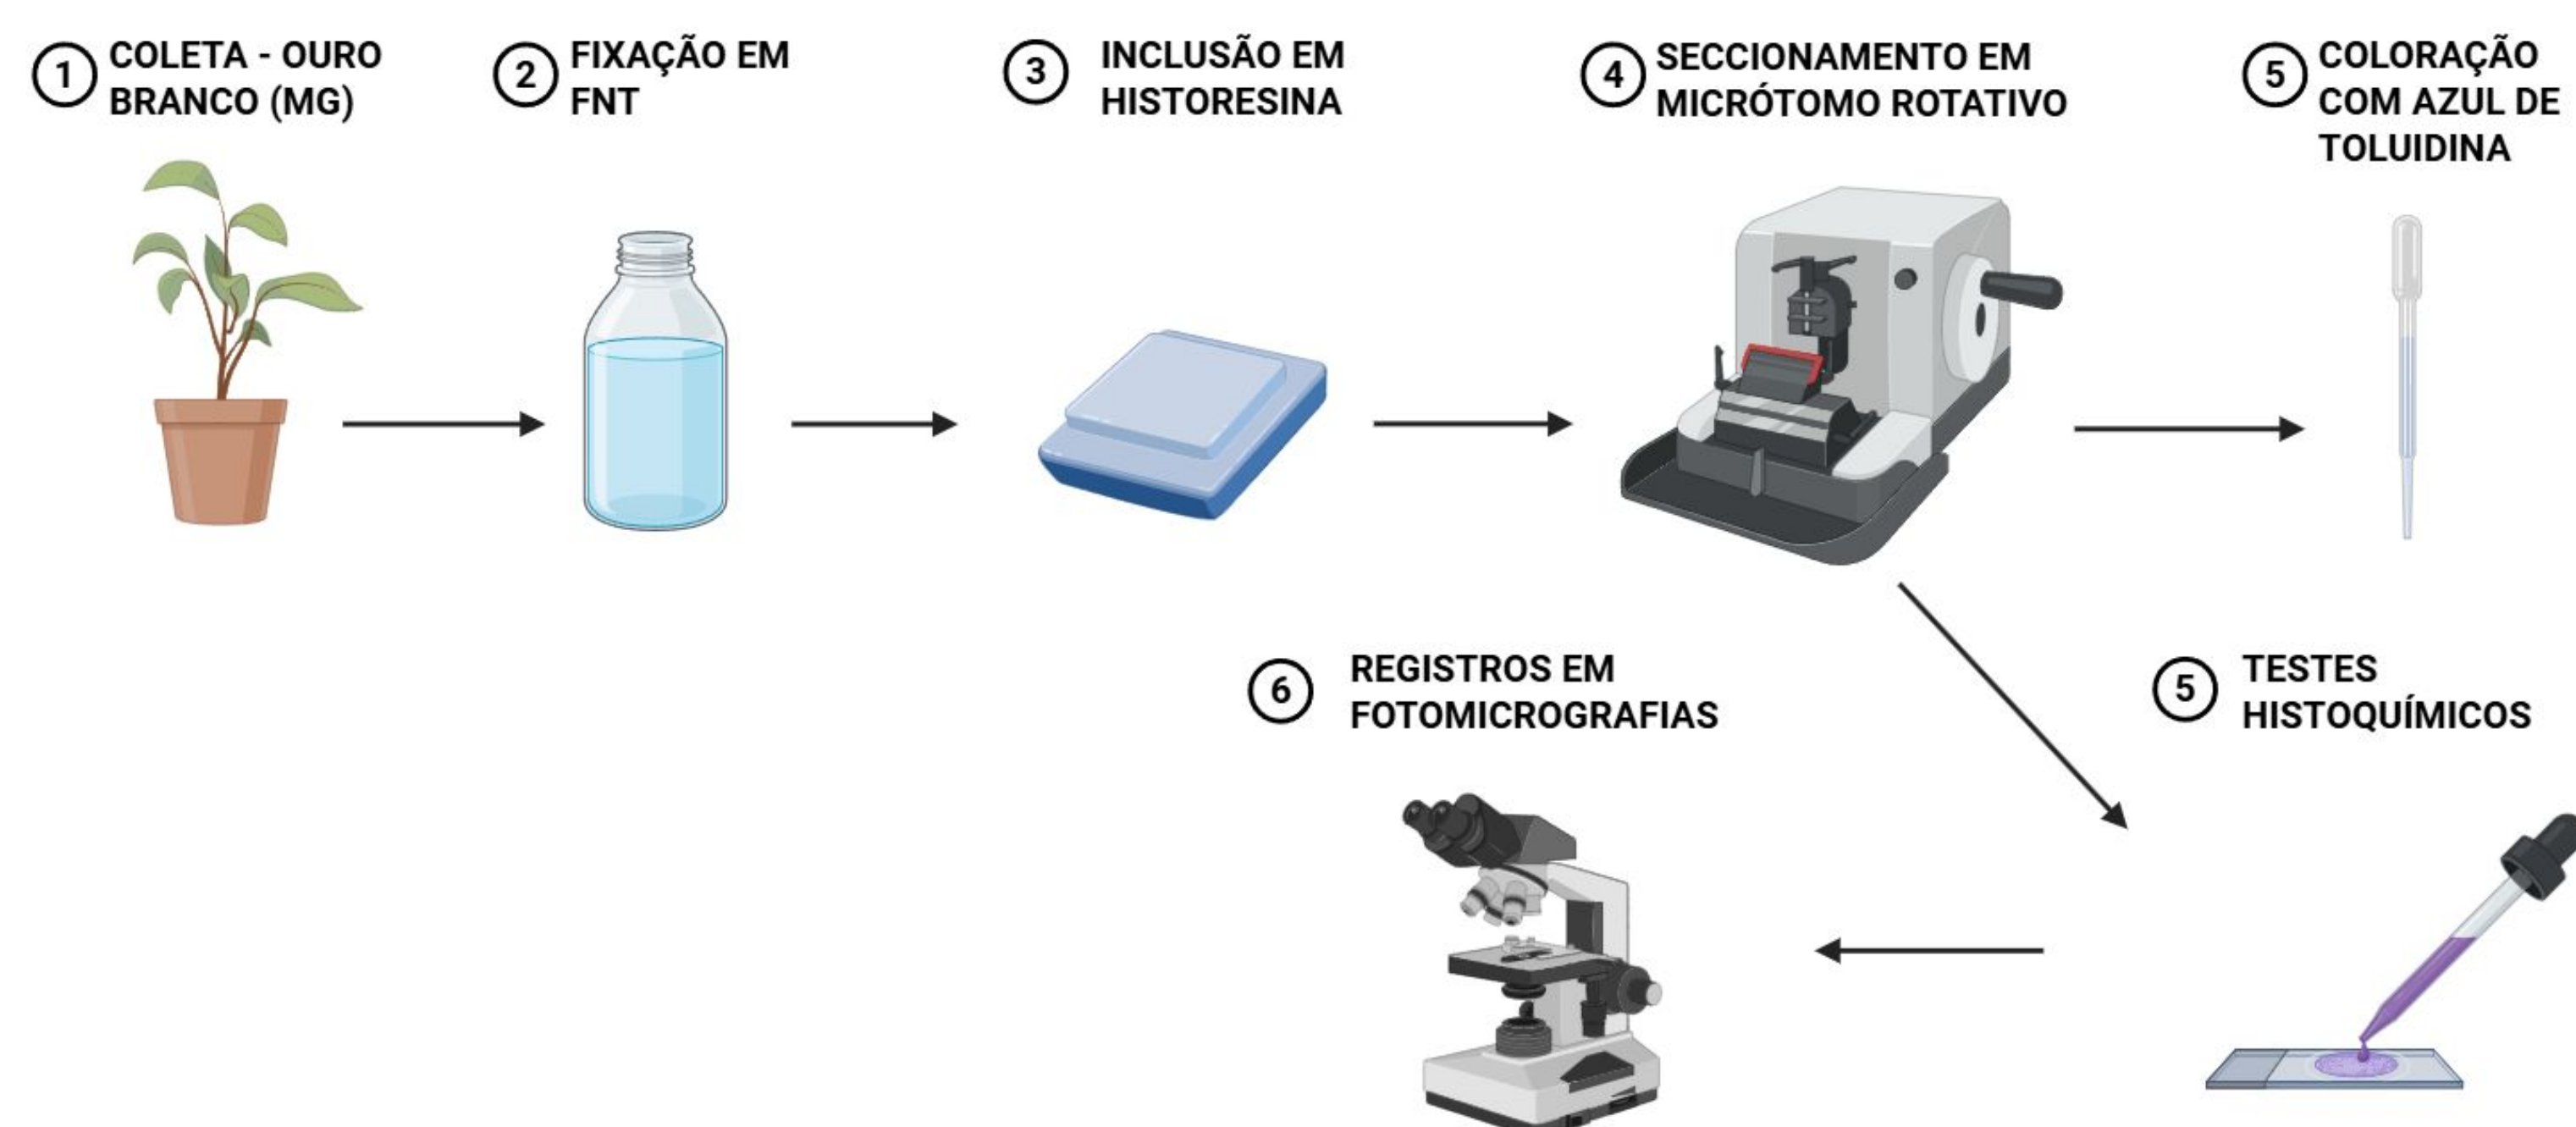 1
COLETA - OURO
BRANCO (MG)
2
FIXAÇÃO EM
FNT
3
INCLUSÃO EM
HISTORESINA
4
SECCIONAMENTO EM
MICRÓTOMO ROTATIVO
5
COLORAÇÃO
COM AZUL DE
TOLUIDINA
5
TESTES
HISTOQUÍMICOS
6
REGISTROS EM
FOTOMICROGRAFIAS